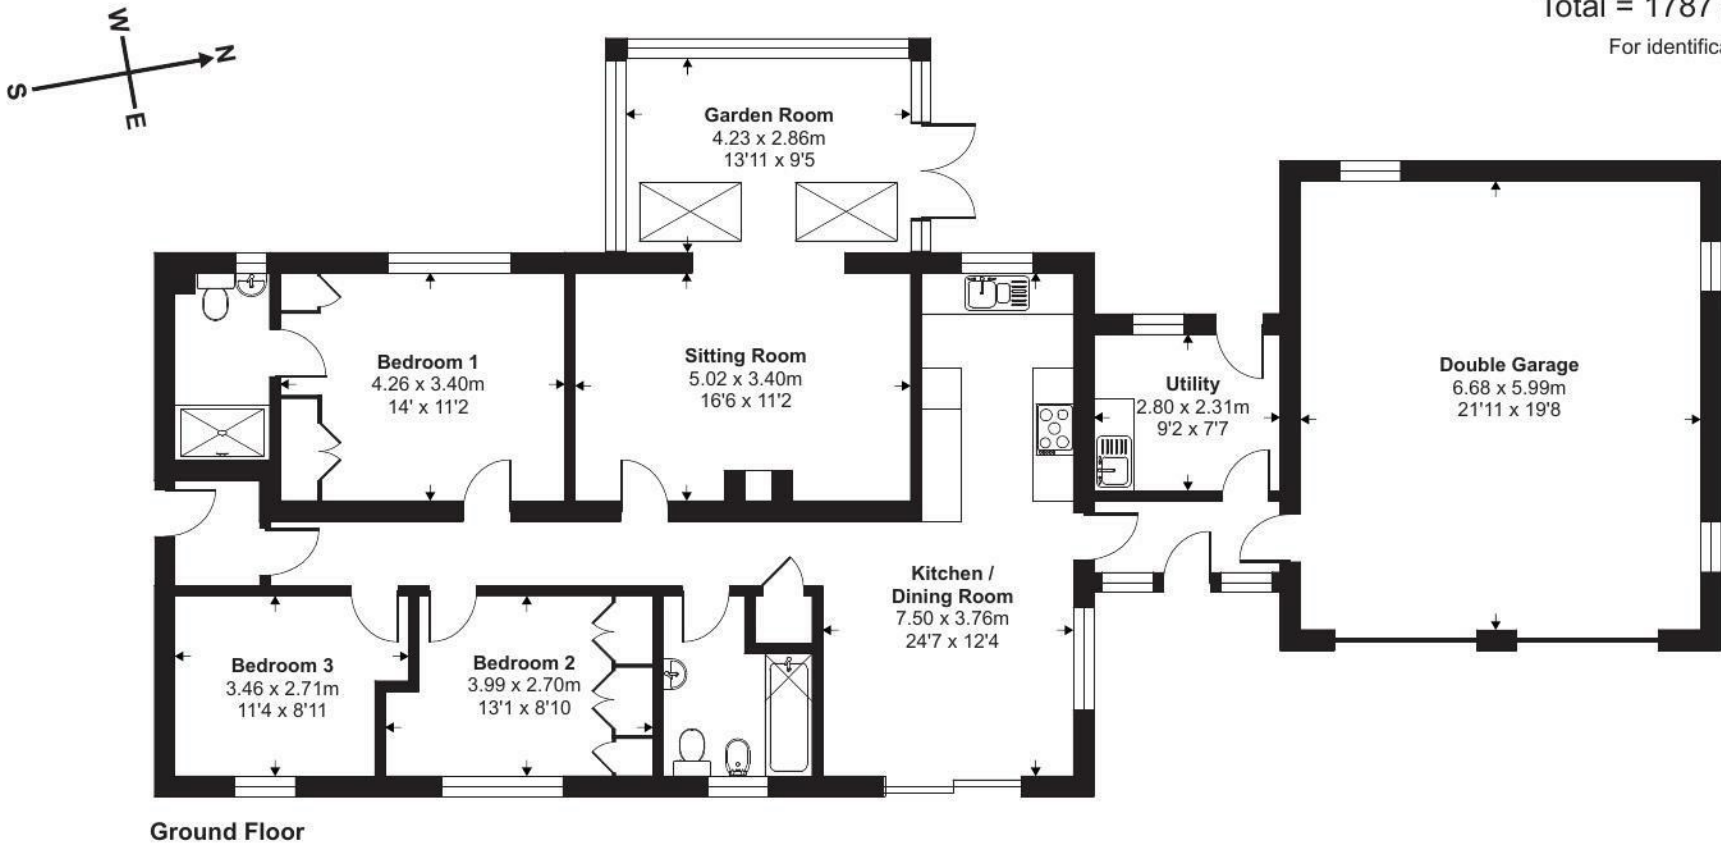 Total = 1787
For identifica
W
N
S
E
Garden Room
4.23 x 2.86m
13'11 x 9'5
Bedroom 1
4.26 x 3.40m
14' x 11'2
Sitting Room
5.02 x 3.40m
16'6 x 11'2
Utility
2.80 x 2.31m
9'2 x 7'7
Double Garage
6.68 x 5.99m
21'11 x 19'8
Kitchen /
Dining Room
7.50 x 3.76m
24'7 x 12'4
Bedroom 3
3.46 x 2.71m
11'4 x 8'11
Bedroom 2
3.99 x 2.70m
13'1 x 8'10
Ground Floor